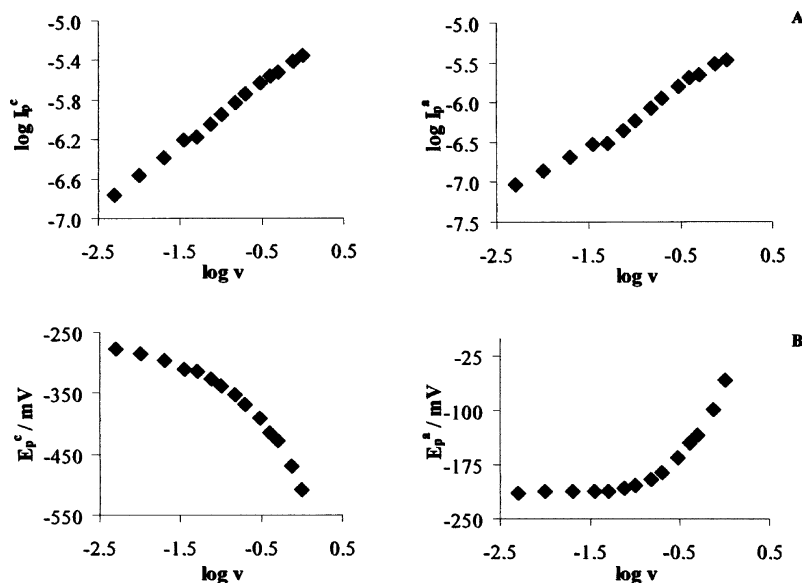 A
log I_p^c
-5.0
-5.4
-5.8
-6.2
-6.6
-7.0
-2.5 -1.5 -0.5 0.5
log v
log I_p^a
-5.0
-5.5
-6.0
-6.5
-7.0
-7.5
-2.5 -1.5 -0.5 0.5
log v
B
E_p^c / mV
-250
-350
-450
-550
-2.5 -1.5 -0.5 0.5
log v
E_p^a / mV
-25
-100
-175
-250
-2.5 -1.5 -0.5 0.5
log v